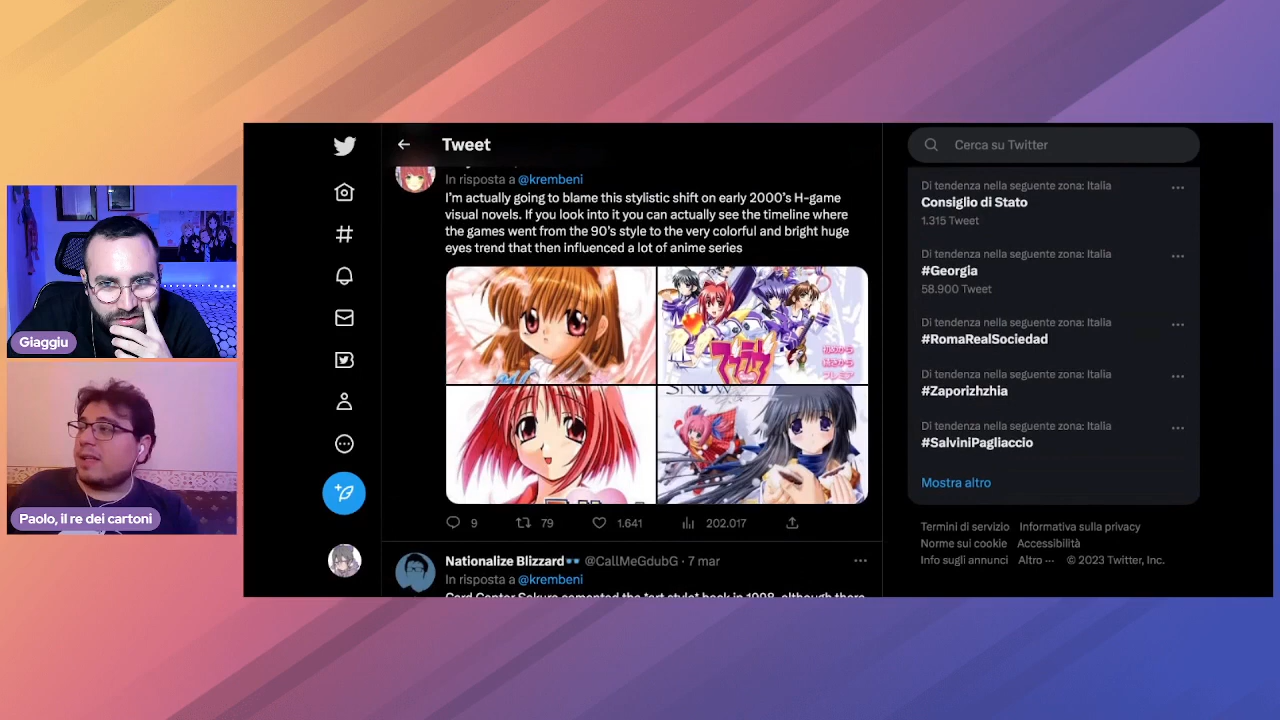 Tweet
In risposta a @krembeni
I'm actually going to blame this stylistic shift on early 2000's H-game
visual novels. If you look into it you can actually see the timeline where
the games went from the 90's style to the very colorful and bright huge
eyes trend that then influenced a lot of anime series
SNOW
9 79 1.641 202.017
Nationalize Blizzard @CallMeGdubG · 7 mar
In risposta a @krembeni
Cerca su Twitter
Di tendenza nella seguente zona: Italia
Consiglio di Stato
1.315 Tweet
Di tendenza nella seguente zona: Italia
#Georgia
58.900 Tweet
Di tendenza nella seguente zona: Italia
#RomaRealSociedad
Di tendenza nella seguente zona: Italia
#Zaporizhzhia
Di tendenza nella seguente zona: Italia
#SalviniPagliaccio
Mostra altro
Termini di servizio Informativa sulla privacy
Norme sui cookie Accessibilità
Info sugli annunci Altro ··· © 2023 Twitter, Inc.
Giaggiu
Paolo, il re dei cartoni